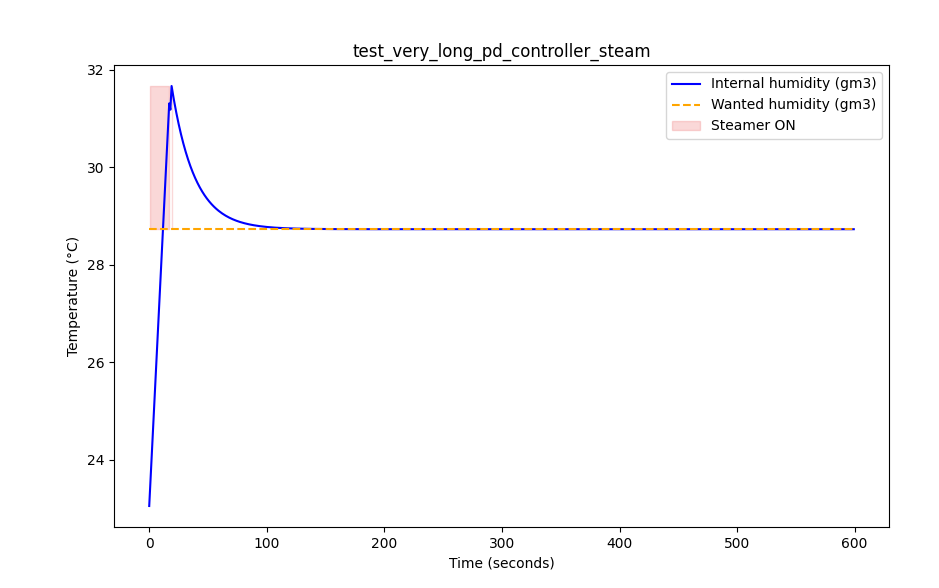 test_very_long_pd_controller_steam
32
30
28
26
24
Temperature (°C)
Internal humidity (gm3)
Wanted humidity (gm3)
Steamer ON
0
100
200
300
400
500
600
Time (seconds)